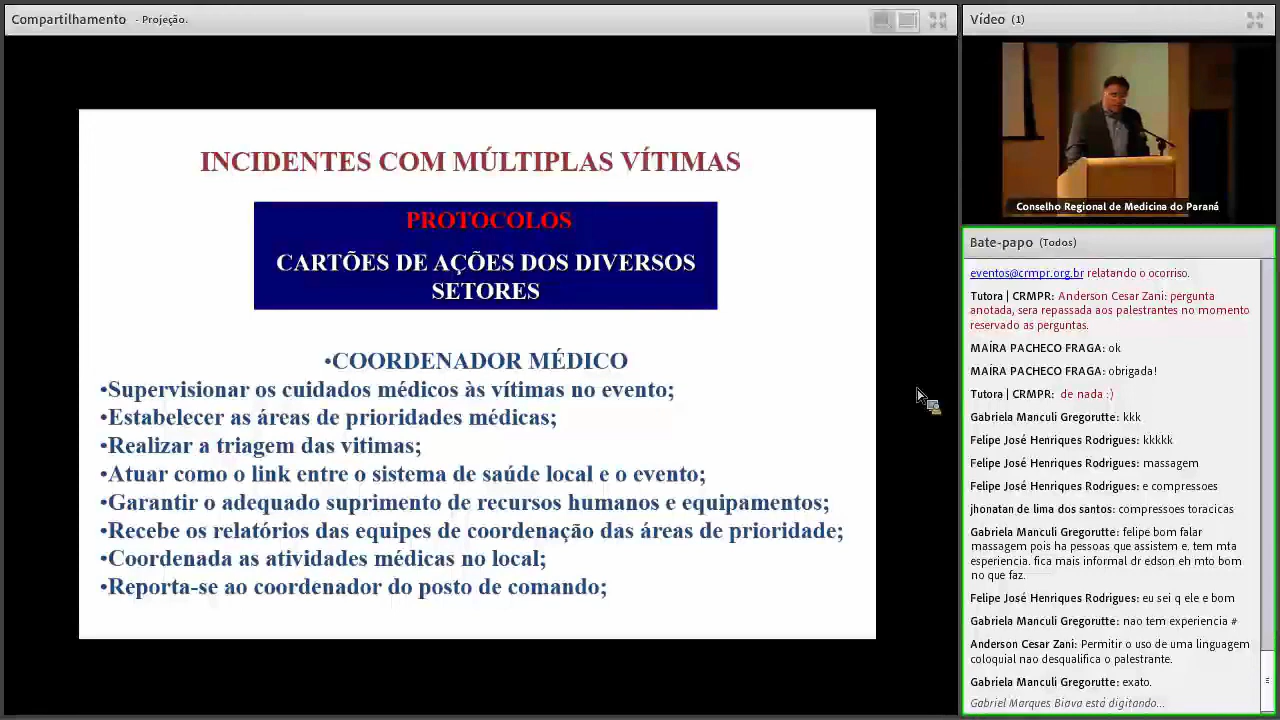 Compartilhamento - Projeção.
INCIDENTES COM MÚLTIPLAS VÍTIMAS
PROTOCOLOS
CARTÕES DE AÇÕES DOS DIVERSOS
SETORES
•COORDENADOR MÉDICO
•Supervisionar os cuidados médicos às vítimas no evento;
•Estabelecer as áreas de prioridades médicas;
•Realizar a triagem das vitimas;
•Atuar como o link entre o sistema de saúde local e o evento;
•Garantir o adequado suprimento de recursos humanos e equipamentos;
•Recebe os relatórios das equipes de coordenação das áreas de prioridade;
•Coordenada as atividades médicas no local;
•Reporta-se ao coordenador do posto de comando;
Vídeo (1)
Conselho Regional de Medicina do Paraná
Bate-papo (Todos)
eventos@crmpr.org.br relatando o ocorriso.
Tutora | CRMPR: Anderson Cesar Zani: pergunta
anotada, sera repassada aos palestrantes no momento
reservado as perguntas.
MAÍRA PACHECO FRAGA: ok
MAÍRA PACHECO FRAGA: obrigada!
Tutora | CRMPR: de nada :)
Gabriela Manculi Gregorutte: kkk
Felipe José Henriques Rodrigues: kkkkk
Felipe José Henriques Rodrigues: massagem
Felipe José Henriques Rodrigues: e compressoes
jhonatan de lima dos santos: compressoes toracicas
Gabriela Manculi Gregorutte: felipe bom falar
massagem pois ha pessoas que assistem e. tem mta
esperiencia. fica mais informal dr edson eh mto bom
no que faz.
Felipe José Henriques Rodrigues: eu sei q ele e bom
Gabriela Manculi Gregorutte: nao tem experiencia #
Anderson Cesar Zani: Permitir o uso de uma linguagem
coloquial nao desqualifica o palestrante.
Gabriela Manculi Gregorutte: exato.
Gabriel Marques Biava está digitando...